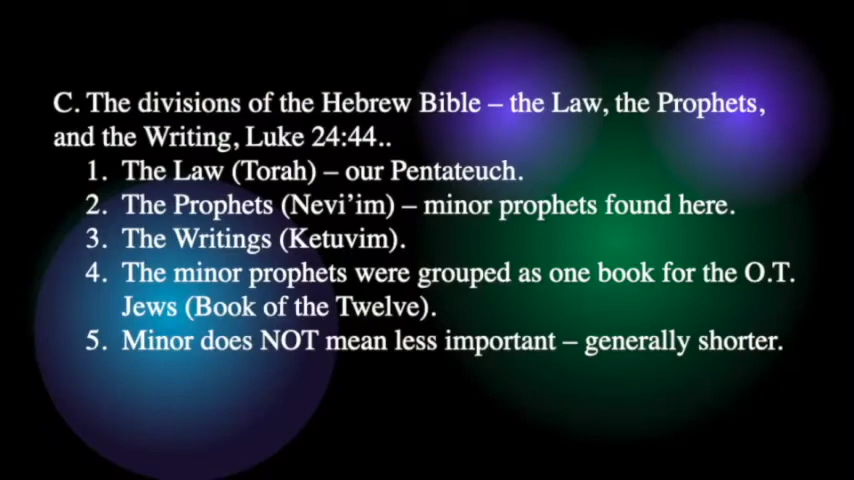 C. The divisions of the Hebrew Bible – the Law, the Prophets,
and the Writing, Luke 24:44..
1. The Law (Torah) – our Pentateuch.
2. The Prophets (Nevi’im) – minor prophets found here.
3. The Writings (Ketuvim).
4. The minor prophets were grouped as one book for the O.T.
Jews (Book of the Twelve).
5. Minor does NOT mean less important – generally shorter.